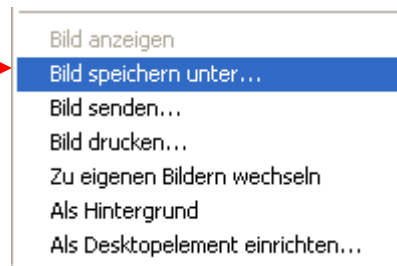 Bild anzeigen
Bild speichern unter...
Bild senden...
Bild drucken...
Zu eigenen Bildern wechseln
Als Hintergrund
Als Desktopelement einrichten...